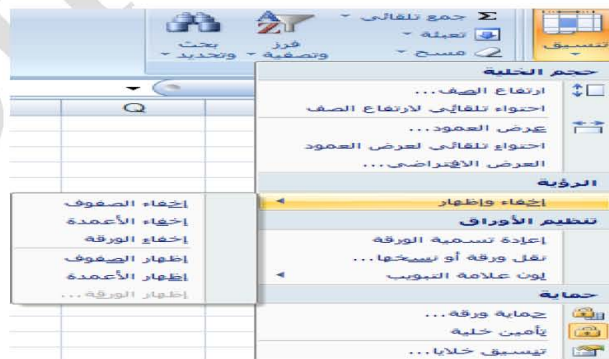 Σ جمع تلقائي
تعبئة
مسح
فرز وتصفية
بحث وتحديد
تنسيق
حجم الخلية
ارتفاع الصف...
احتواء تلقائي لارتفاع الصف
عرض العمود...
احتواء تلقائي لعرض العمود
العرض الافتراضي...
الرؤية
إخفاء وإظهار
إخفاء الصفوف
إخفاء الأعمدة
إخفاء الورقة
إظهار الصفوف
إظهار الأعمدة
إظهار الورقة...
تنظيم الأوراق
إعادة تسمية الورقة
نقل ورقة أو نسخها...
لون علامة التبويب
حماية
حماية ورقة...
تأمين خلية
تنسيق خلايا...
Q